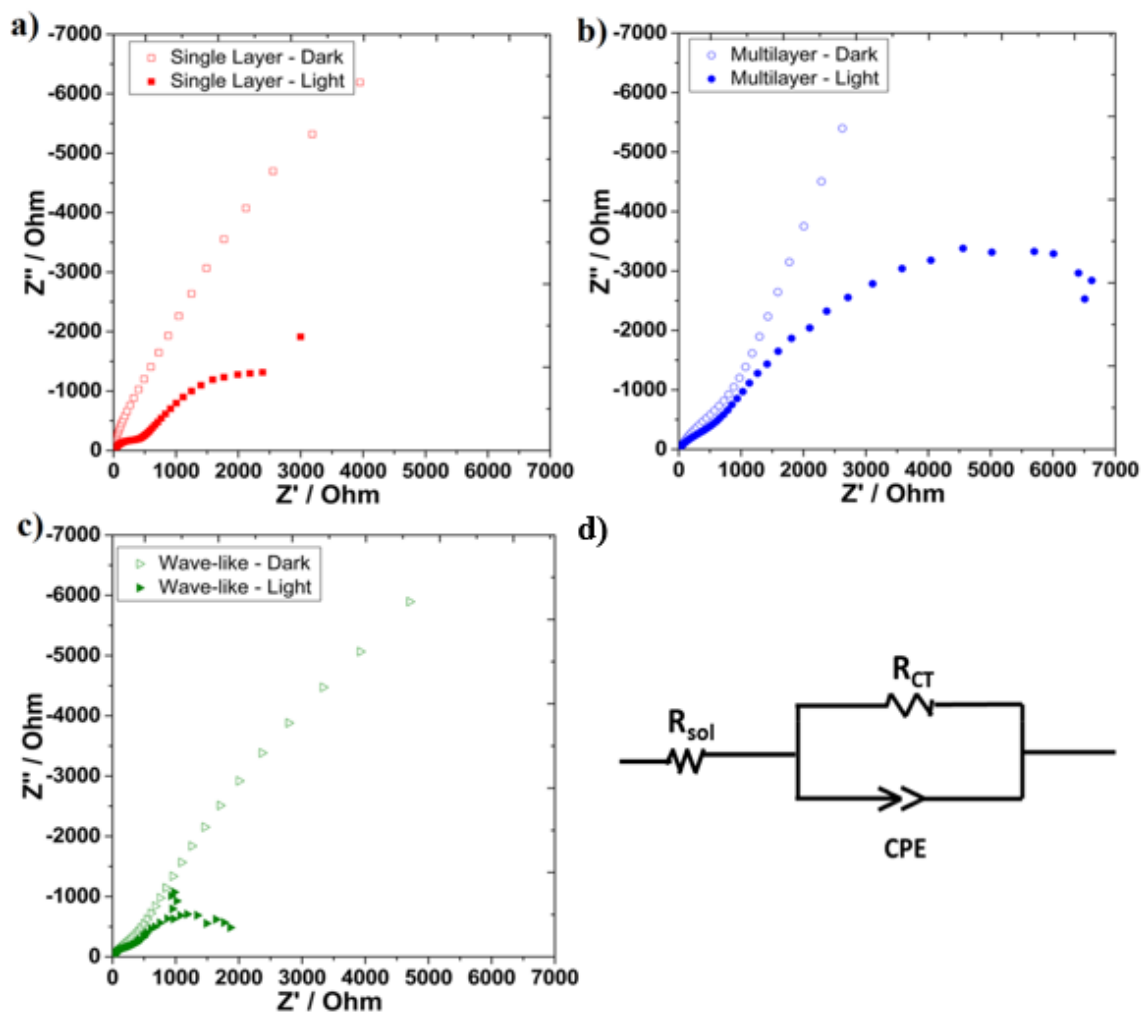 a)
Single Layer - Dark
Single Layer - Light
-7000
-6000
-5000
-4000
-3000
-2000
-1000
0
Z'' / Ohm
0 1000 2000 3000 4000 5000 6000 7000
Z' / Ohm
b)
Multilayer - Dark
Multilayer - Light
-7000
-6000
-5000
-4000
-3000
-2000
-1000
0
Z'' / Ohm
0 1000 2000 3000 4000 5000 6000 7000
Z' / Ohm
c)
Wave-like - Dark
Wave-like - Light
-7000
-6000
-5000
-4000
-3000
-2000
-1000
0
Z'' / Ohm
0 1000 2000 3000 4000 5000 6000 7000
Z' / Ohm
d)
RCT
Rsol
CPE